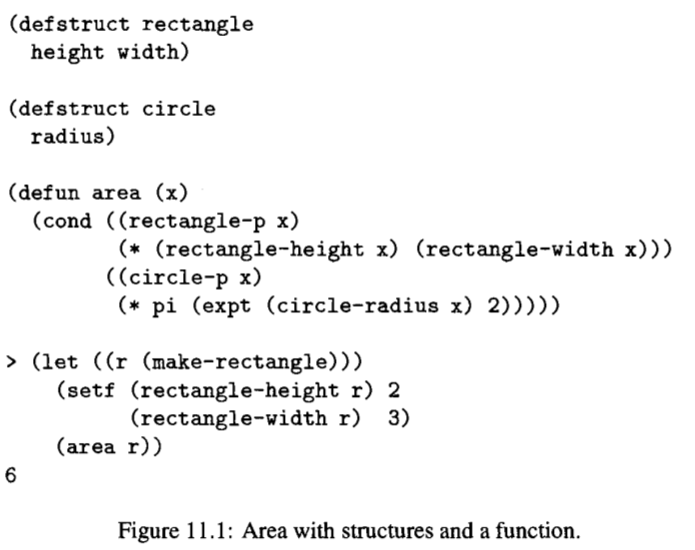 (defstruct rectangle
  height width)

(defstruct circle
  radius)

(defun area (x)
  (cond ((rectangle-p x)
         (* (rectangle-height x) (rectangle-width x)))
        ((circle-p x)
         (* pi (expt (circle-radius x) 2)))))

> (let ((r (make-rectangle)))
    (setf (rectangle-height r) 2
          (rectangle-width r)  3)
    (area r))
6

Figure 11.1: Area with structures and a function.